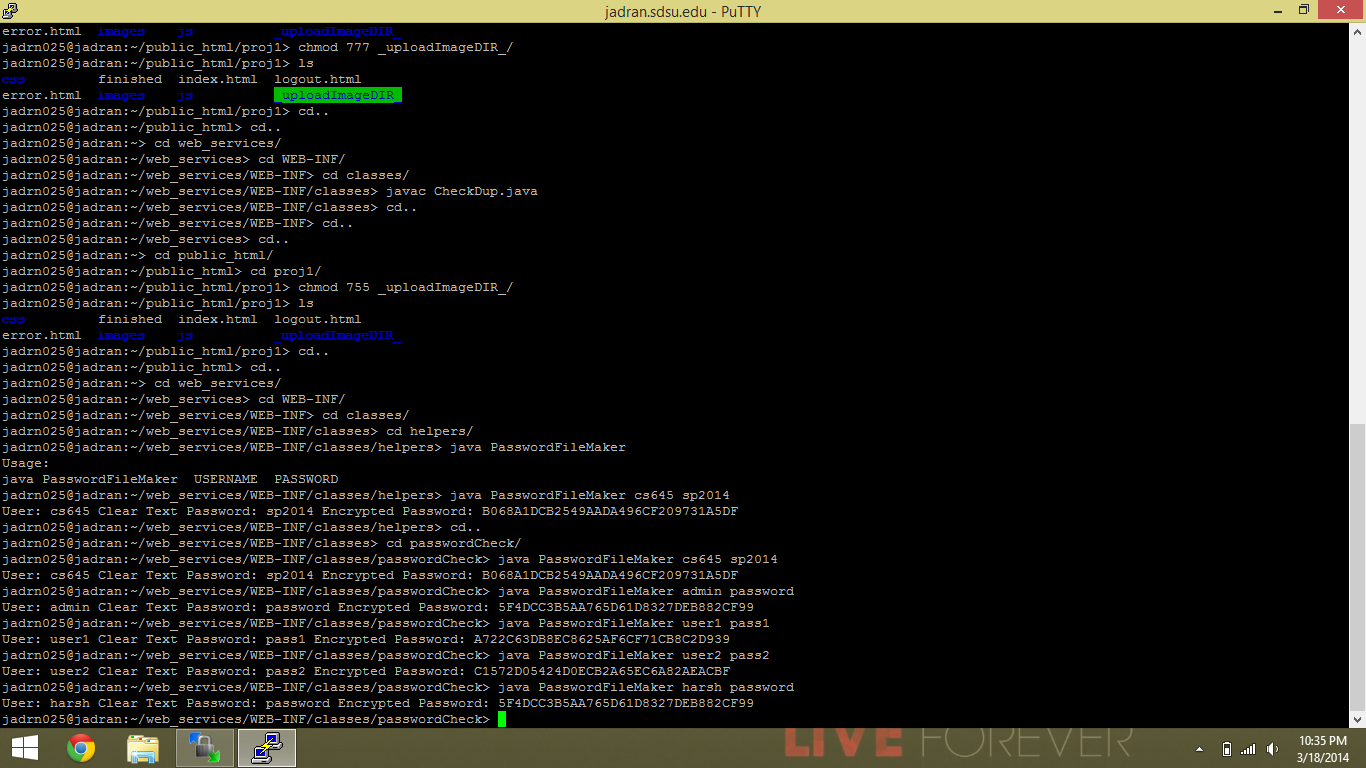 jadran.sdsu.edu - PuTTY
error.html  images    js          _uploadImageDIR_
jadrn025@jadran:~/public_html/proj1> chmod 777 _uploadImageDIR_/
jadrn025@jadran:~/public_html/proj1> ls
css         finished  index.html  logout.html
error.html  images    js          _uploadImageDIR_
jadrn025@jadran:~/public_html/proj1> cd..
jadrn025@jadran:~/public_html> cd..
jadrn025@jadran:~> cd web_services/
jadrn025@jadran:~/web_services> cd WEB-INF/
jadrn025@jadran:~/web_services/WEB-INF> cd classes/
jadrn025@jadran:~/web_services/WEB-INF/classes> javac CheckDup.java
jadrn025@jadran:~/web_services/WEB-INF/classes> cd..
jadrn025@jadran:~/web_services/WEB-INF> cd..
jadrn025@jadran:~/web_services> cd..
jadrn025@jadran:~> cd public_html/
jadrn025@jadran:~/public_html> cd proj1/
jadrn025@jadran:~/public_html/proj1> chmod 755 _uploadImageDIR_/
jadrn025@jadran:~/public_html/proj1> ls
css         finished  index.html  logout.html
error.html  images    js          _uploadImageDIR_
jadrn025@jadran:~/public_html/proj1> cd..
jadrn025@jadran:~/public_html> cd..
jadrn025@jadran:~> cd web_services/
jadrn025@jadran:~/web_services> cd WEB-INF/
jadrn025@jadran:~/web_services/WEB-INF> cd classes/
jadrn025@jadran:~/web_services/WEB-INF/classes> cd helpers/
jadrn025@jadran:~/web_services/WEB-INF/classes/helpers> java PasswordFileMaker
Usage:
java PasswordFileMaker  USERNAME  PASSWORD
jadrn025@jadran:~/web_services/WEB-INF/classes/helpers> java PasswordFileMaker cs645 sp2014
User: cs645 Clear Text Password: sp2014 Encrypted Password: B068A1DCB2549AADA496CF209731A5DF
jadrn025@jadran:~/web_services/WEB-INF/classes/helpers> cd..
jadrn025@jadran:~/web_services/WEB-INF/classes> cd passwordCheck/
jadrn025@jadran:~/web_services/WEB-INF/classes/passwordCheck> java PasswordFileMaker cs645 sp2014
User: cs645 Clear Text Password: sp2014 Encrypted Password: B068A1DCB2549AADA496CF209731A5DF
jadrn025@jadran:~/web_services/WEB-INF/classes/passwordCheck> java PasswordFileMaker admin password
User: admin Clear Text Password: password Encrypted Password: 5F4DCC3B5AA765D61D8327DEB882CF99
jadrn025@jadran:~/web_services/WEB-INF/classes/passwordCheck> java PasswordFileMaker user1 pass1
User: user1 Clear Text Password: pass1 Encrypted Password: A722C63DB8EC8625AF6CF71CB8C2D939
jadrn025@jadran:~/web_services/WEB-INF/classes/passwordCheck> java PasswordFileMaker user2 pass2
User: user2 Clear Text Password: pass2 Encrypted Password: C1572D05424D0ECB2A65EC6A82AEACBF
jadrn025@jadran:~/web_services/WEB-INF/classes/passwordCheck> java PasswordFileMaker harsh password
User: harsh Clear Text Password: password Encrypted Password: 5F4DCC3B5AA765D61D8327DEB882CF99
jadrn025@jadran:~/web_services/WEB-INF/classes/passwordCheck>
LIVE FOREVER
10:35 PM
3/18/2014